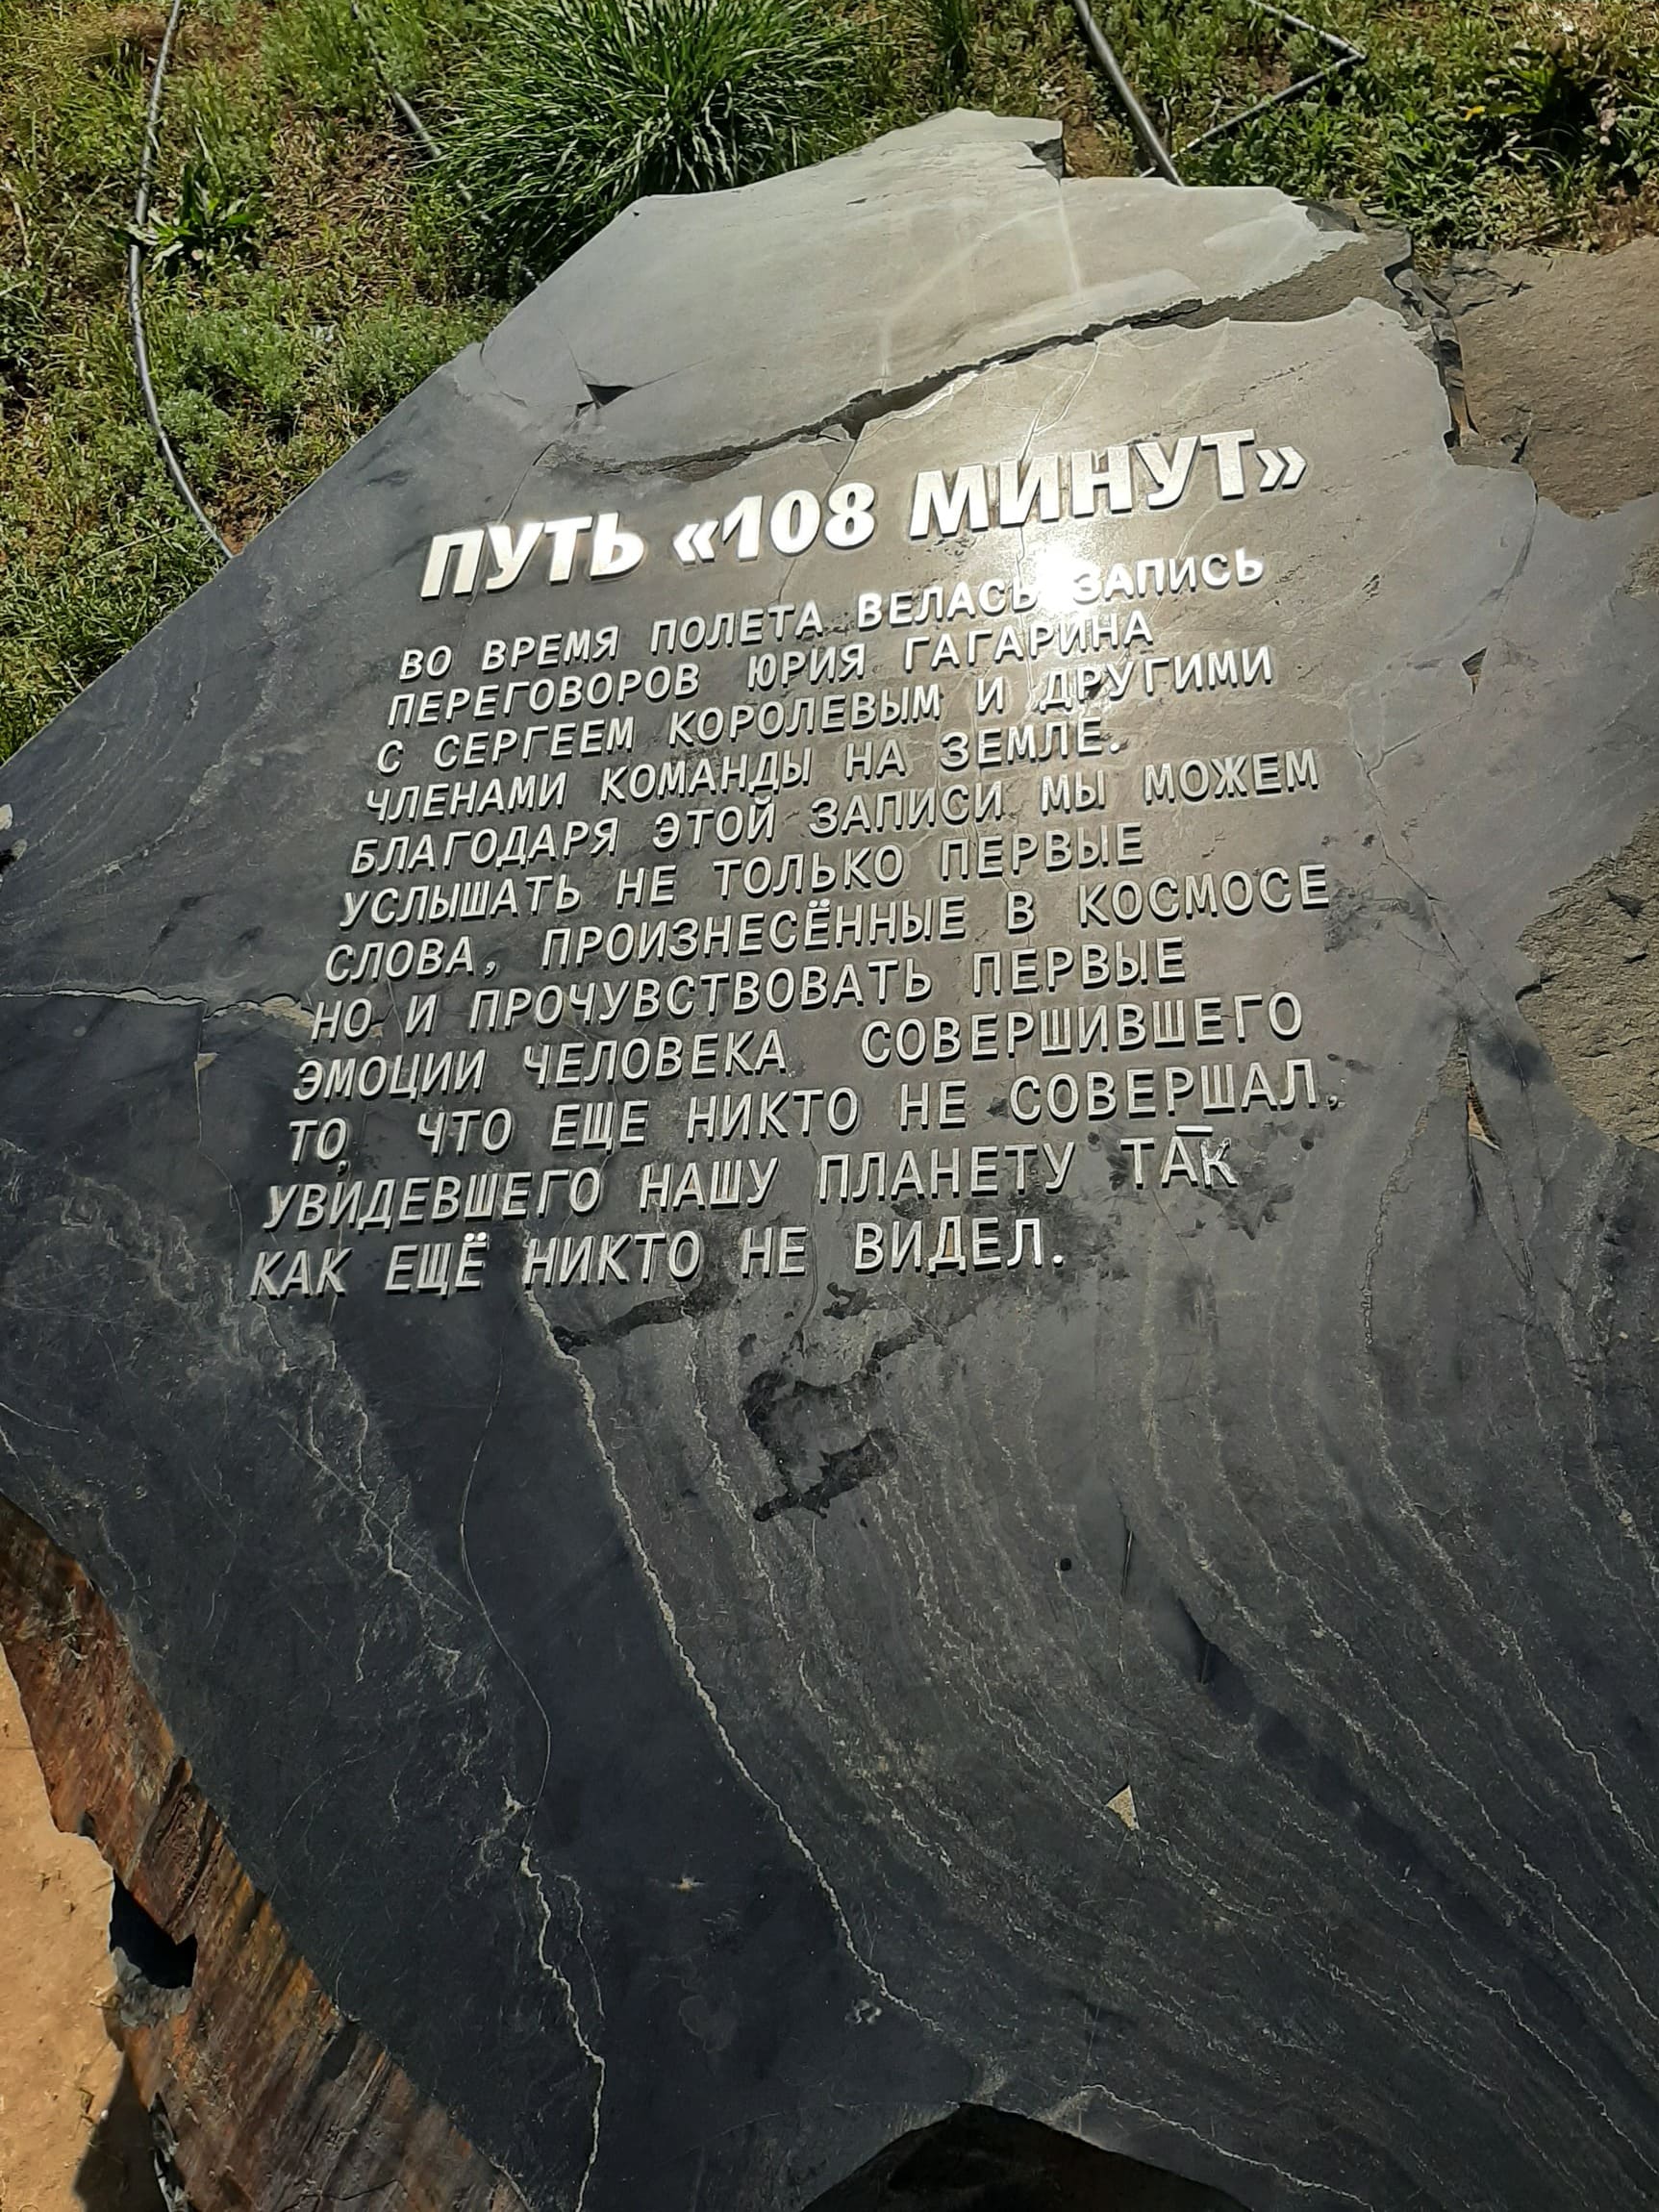 ПУТЬ «108 МИНУТ»
ВО ВРЕМЯ ПОЛЕТА ВЕЛАСЬ ЗАПИСЬ
ПЕРЕГОВОРОВ ЮРИЯ ГАГАРИНА
С СЕРГЕЕМ КОРОЛЕВЫМ И ДРУГИМИ
ЧЛЕНАМИ КОМАНДЫ НА ЗЕМЛЕ.
БЛАГОДАРЯ ЭТОЙ ЗАПИСИ МЫ МОЖЕМ
УСЛЫШАТЬ НЕ ТОЛЬКО ПЕРВЫЕ
СЛОВА, ПРОИЗНЕСЁННЫЕ В КОСМОСЕ
НО И ПРОЧУВСТВОВАТЬ ПЕРВЫЕ
ЭМОЦИИ ЧЕЛОВЕКА СОВЕРШИВШЕГО
ТО, ЧТО ЕЩЕ НИКТО НЕ СОВЕРШАЛ,
УВИДЕВШЕГО НАШУ ПЛАНЕТУ ТАК
КАК ЕЩЁ НИКТО НЕ ВИДЕЛ.